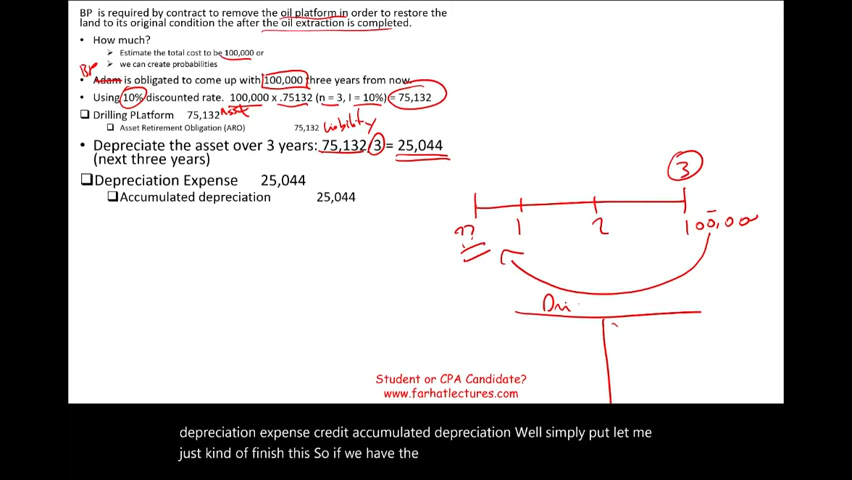 BP is required by contract to remove the oil platform in order to restore the
land to its original condition the after the oil extraction is completed.
• How much?
➢ Estimate the total cost to be 100,000 or
➢ we can create probabilities
BP
• Adam is obligated to come up with 100,000 three years from now.
• Using 10% discounted rate. 100,000 x .75132 (n = 3, I = 10%) = 75,132
❑ Drilling PLatform 75,132 Asset
❑ Asset Retirement Obligation (ARO) 75,132 Liability
• Depreciate the asset over 3 years: 75,132/3 = 25,044
(next three years)
❑Depreciation Expense 25,044
❑Accumulated depreciation 25,044
3
?? 1 2 100,000
Dri
Student or CPA Candidate?
www.farhatlectures.com
depreciation expense credit accumulated depreciation Well simply put let me
just kind of finish this So if we have the